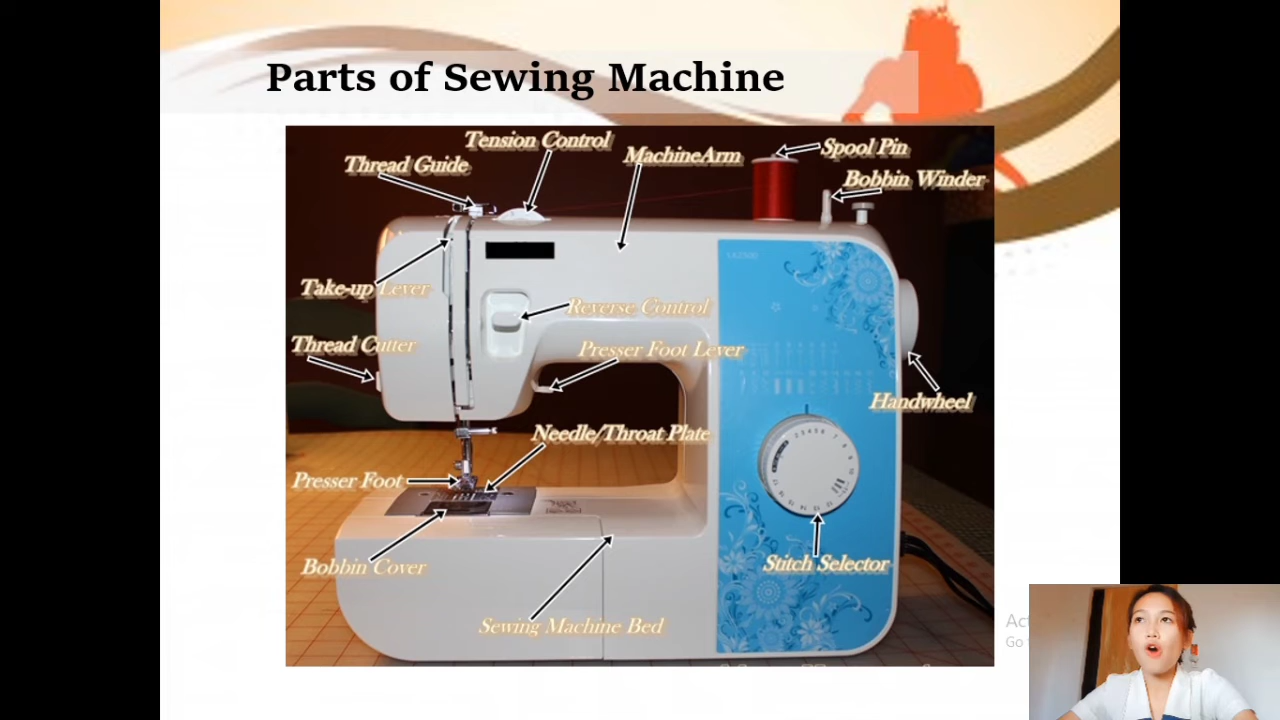 Parts of Sewing Machine
Tension Control
Thread Guide
MachineArm
Spool Pin
Bobbin Winder
Take-up Lever
Reverse Control
Thread Cutter
Presser Foot Lever
Handwheel
Needle/Throat Plate
Presser Foot
Bobbin Cover
Stitch Selector
Sewing Machine Bed
Go